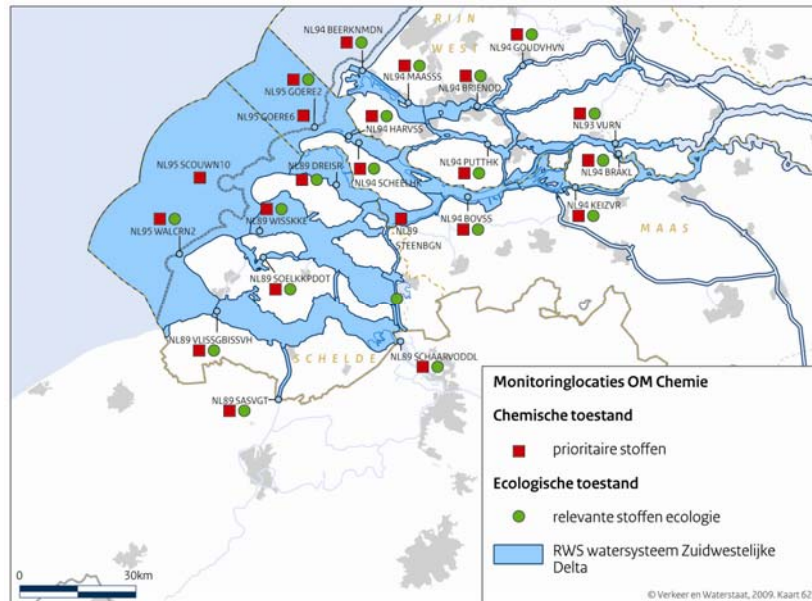 RIJN
WEST
NL94 BEERKNMDN
NL94 GOUDVHVN
NL94 MAASSS
NL94 BRIENDD
NL95 GOERE2
NL95 GOERE6
NL94 HARVSS
NL93 VURN
NL95 SCOUWN10
NL89 DREISR
NL94 PUTTHK
NL94 BRAKL
NL94 SCHEELHK
NL89 WISSKKE
NL95 WALCRN2
NL89
STEENBGN
NL94 BOVSS
NL94 KEIZVR
MAAS
NL89 SOELKKPDOT
NL89 VLISSGBISSVH
SCHELDE
NL89 SCHAARVODDL
NL89 SASVGT
Monitoringlocaties OM Chemie
Chemische toestand
prioritaire stoffen
Ecologische toestand
relevante stoffen ecologie
RWS watersysteem Zuidwestelijke
Delta
0 30km
© Verkeer en Waterstaat, 2009. Kaart